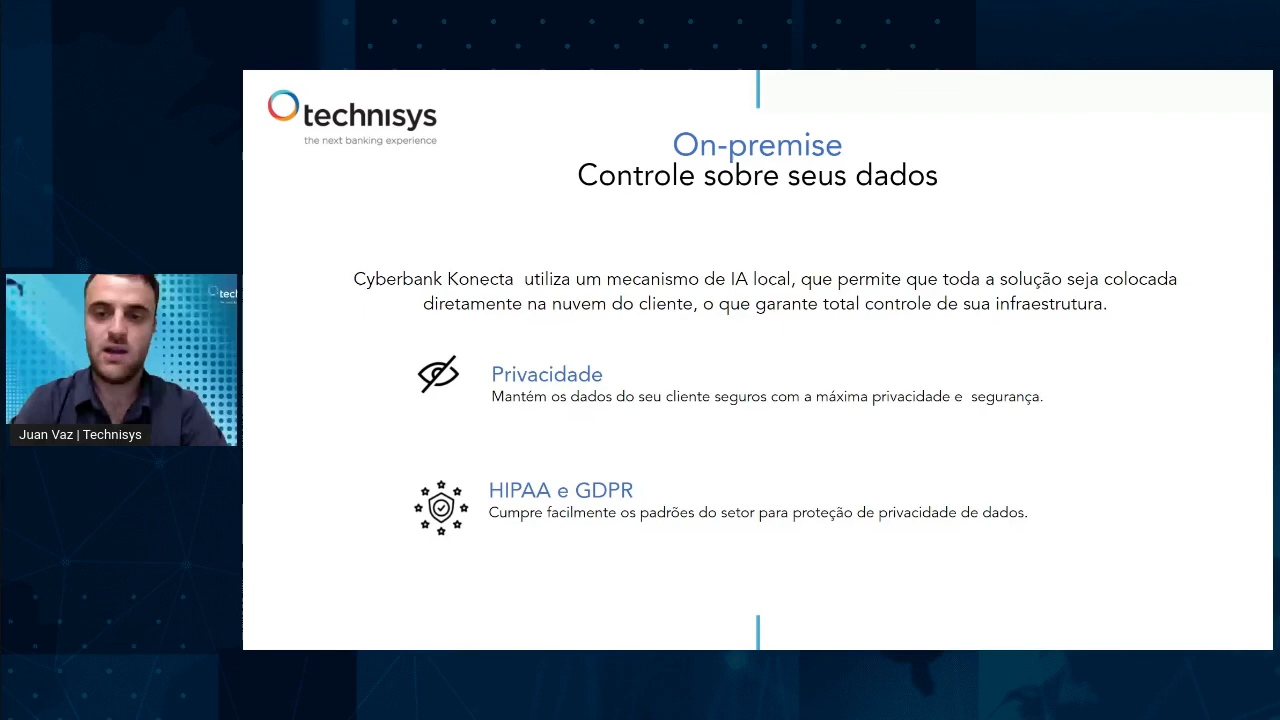 technisys
the next banking experience
On-premise
Controle sobre seus dados
Cyberbank Konecta utiliza um mecanismo de IA local, que permite que toda a solução seja colocada
diretamente na nuvem do cliente, o que garante total controle de sua infraestrutura.
Privacidade
Mantém os dados do seu cliente seguros com a máxima privacidade e segurança.
HIPAA e GDPR
Cumpre facilmente os padrões do setor para proteção de privacidade de dados.
tecl
Juan Vaz | Technisys